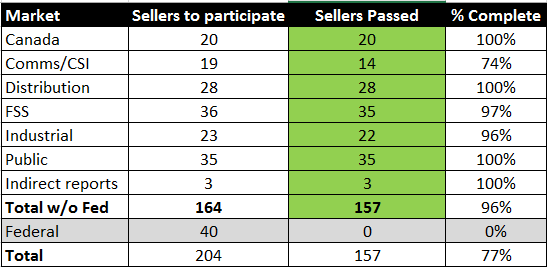 Market Sellers to participate Sellers Passed % Complete
Canada 20 20 100%
Comms/CSI 19 14 74%
Distribution 28 28 100%
FSS 36 35 97%
Industrial 23 22 96%
Public 35 35 100%
Indirect reports 3 3 100%
Total w/o Fed 164 157 96%
Federal 40 0 0%
Total 204 157 77%